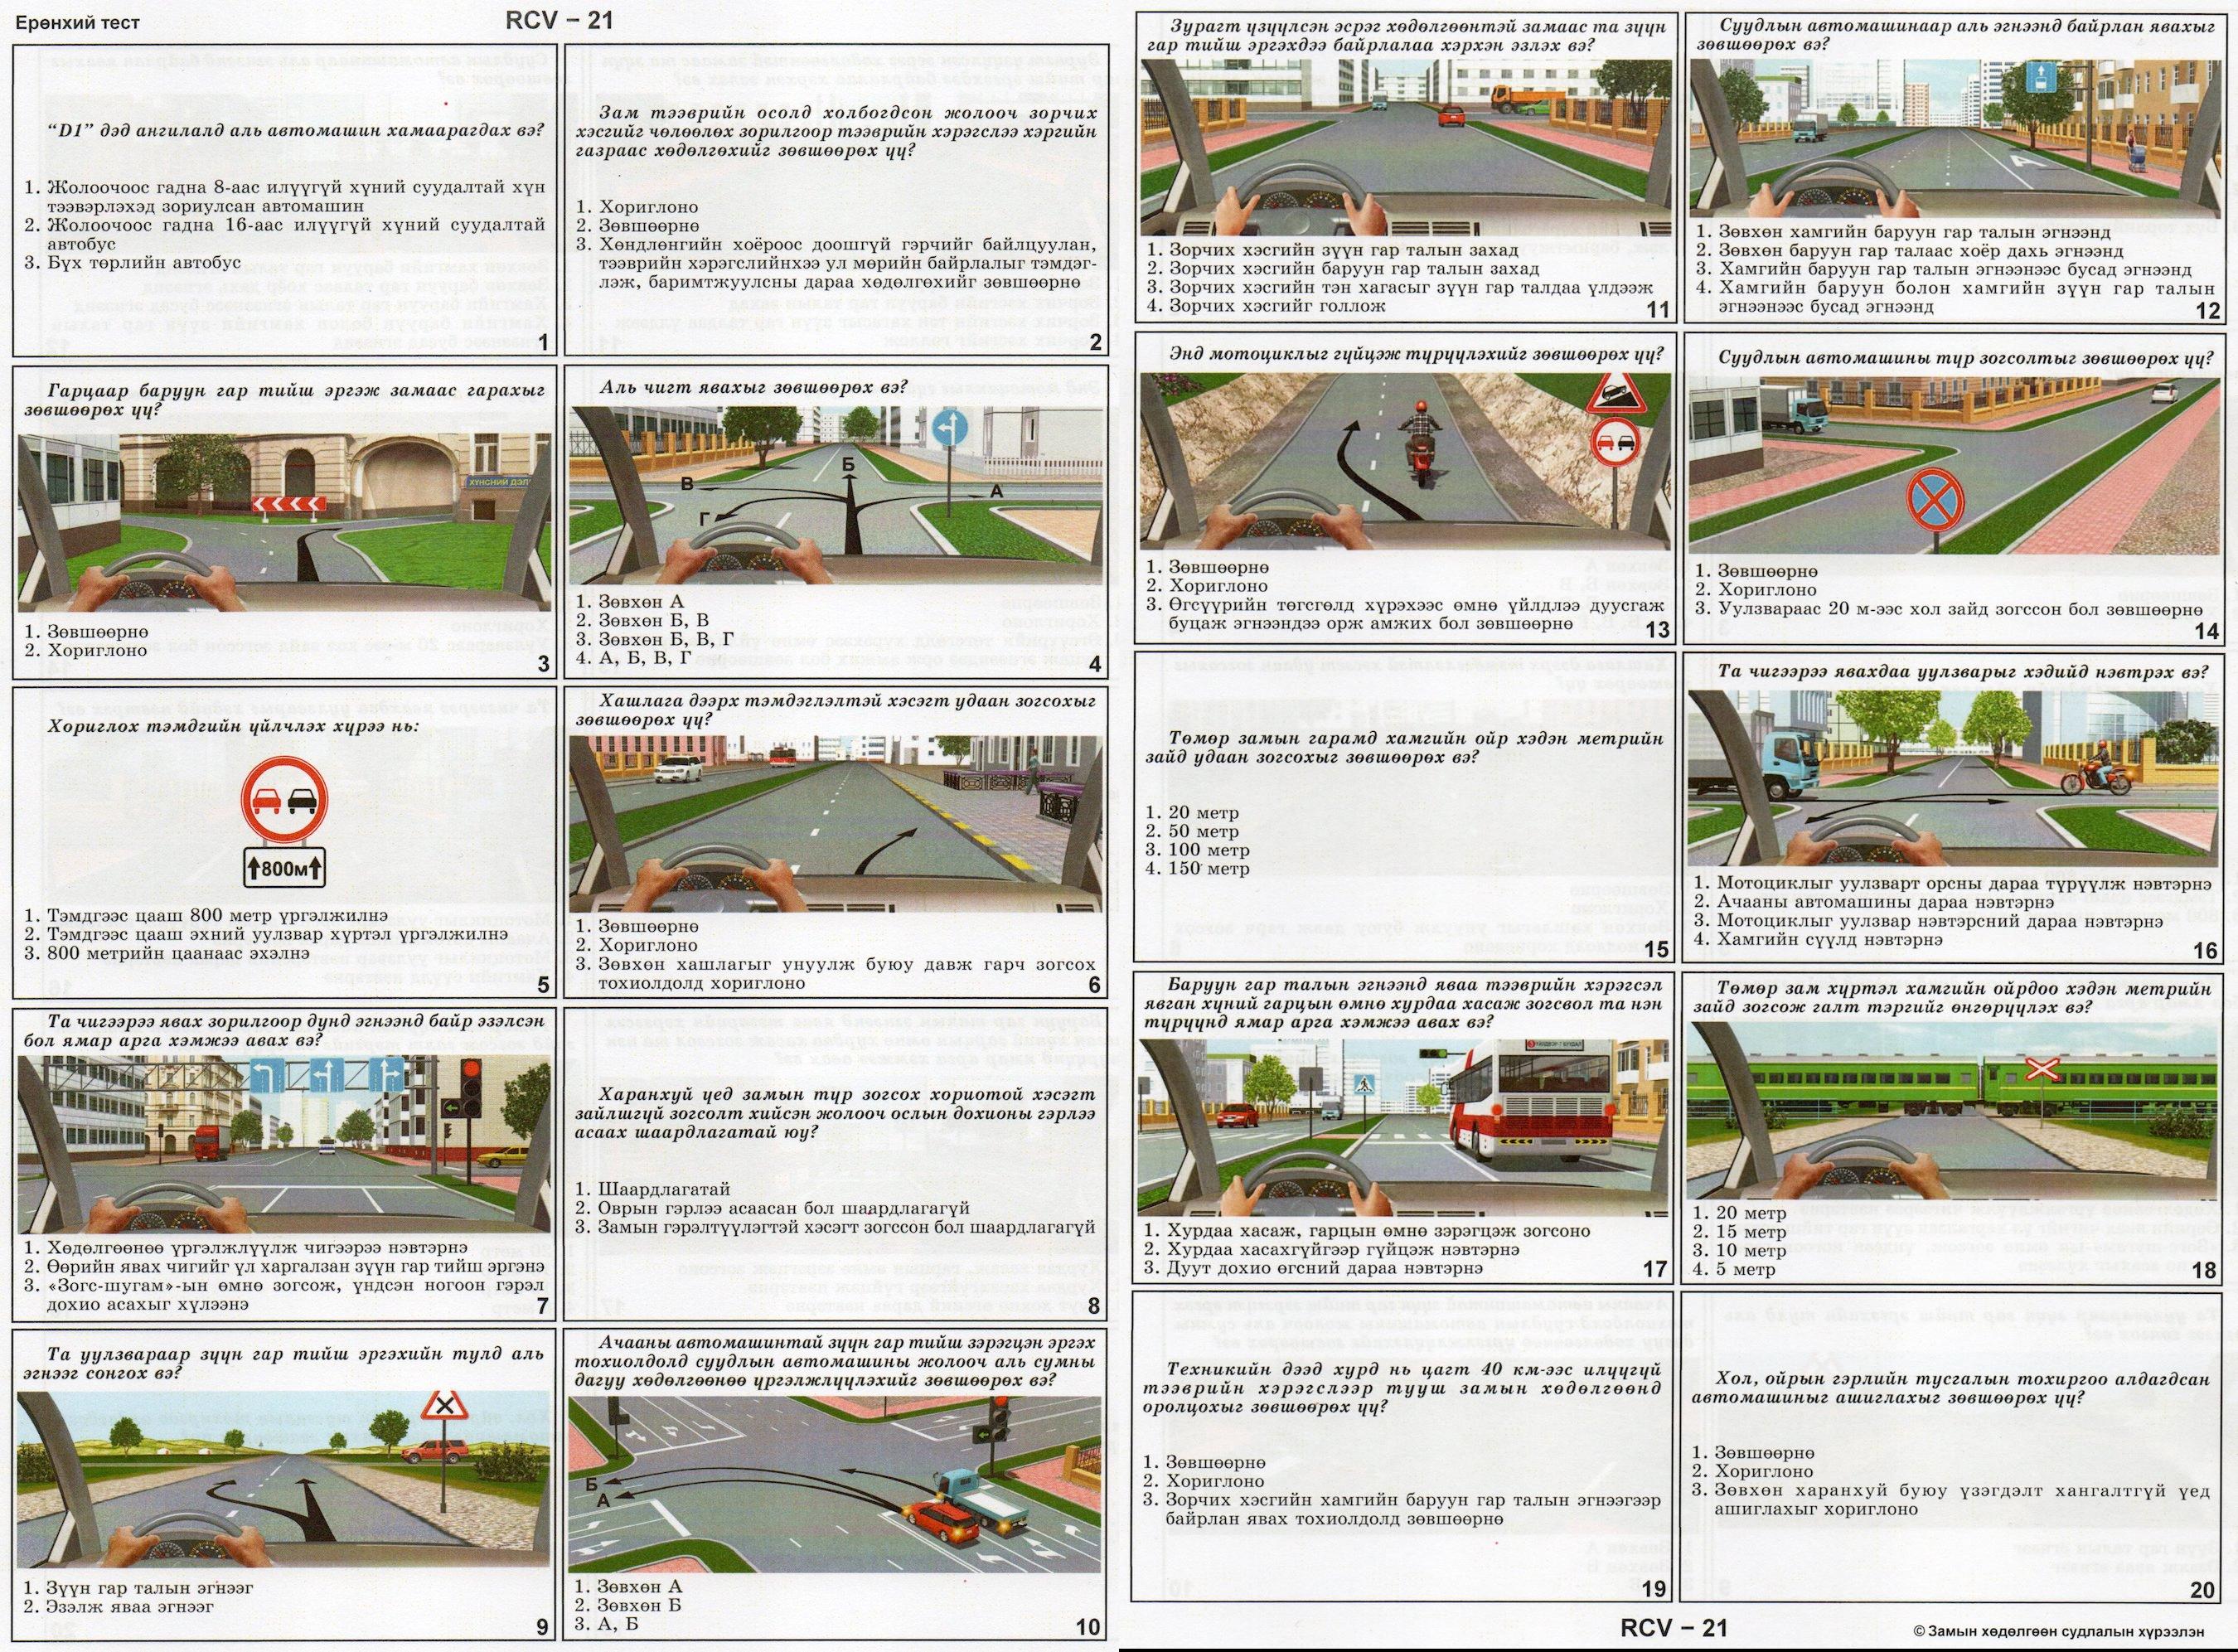 Ерөнхий тест
RCV – 21
“D1” дэд ангилалд аль автомашин хамаарагдах вэ?
1. Жолоочоос гадна 8-аас илүүгүй хүний суудалтай хүн
тээвэрлэхэд зориулсан автомашин
2. Жолоочоос гадна 16-аас илүүгүй хүний суудалтай
автобус
3. Бүх төрлийн автобус
1
Зам тээврийн осолд холбогдсон жолооч зорчих
хэсгийг чөлөөлөх зорилгоор тээврийн хэрэгслээ хэргийн
газраас хөдөлгөхийг зөвшөөрөх үү?
1. Хориглоно
2. Зөвшөөрнө
3. Хөндлөнгийн хоёроос доошгүй гэрчийг байлцуулан,
тээврийн хэрэгслийнхээ ул мөрийн байрлалыг тэмдэг-
лэж, баримтжуулсны дараа хөдөлгөхийг зөвшөөрнө
2
Гарцаар баруун гар тийш эргэж замаас гарахыг
зөвшөөрөх үү?
ХҮНСНИЙ ДЭЛГ
1. Зөвшөөрнө
2. Хориглоно
3
Аль чигт явахыг зөвшөөрөх вэ?
Б
В
А
Г
1. Зөвхөн А
2. Зөвхөн Б, В
3. Зөвхөн Б, В, Г
4. А, Б, В, Г
4
Хориглох тэмдгийн үйлчлэх хүрээ нь:
800м
1. Тэмдгээс цааш 800 метр үргэлжилнэ
2. Тэмдгээс цааш эхний уулзвар хүртэл үргэлжилнэ
3. 800 метрийн цаанаас эхэлнэ
5
Хашлага дээрх тэмдэглэлтэй хэсэгт удаан зогсохыг
зөвшөөрөх үү?
1. Зөвшөөрнө
2. Хориглоно
3. Зөвхөн хашлагыг унуулж буюу давж гарч зогсох
тохиолдолд хориглоно
6
Та чигээрээ явах зорилгоор дунд эгнээнд байр эзэлсэн
бол ямар арга хэмжээ авах вэ?
1. Хөдөлгөөнөө үргэлжлүүлж чигээрээ нэвтэрнэ
2. Өөрийн явах чигийг үл харгалзан зүүн гар тийш эргэнэ
3. «Зогс-шугам»-ын өмнө зогсож, үндсэн ногоон гэрэл
дохио асахыг хүлээнэ
7
Харанхуй үед замын түр зогсох хориотой хэсэгт
зайлшгүй зогсолт хийсэн жолооч ослын дохионы гэрлээ
асаах шаардлагатай юу?
1. Шаардлагатай
2. Оврын гэрлээ асаасан бол шаардлагагүй
3. Замын гэрэлтүүлэгтэй хэсэгт зогссон бол шаардлагагүй
8
Та уулзвараар зүүн гар тийш эргэхийн тулд аль
эгнээг сонгох вэ?
1. Зүүн гар талын эгнээг
2. Эзэлж яваа эгнээг
9
Ачааны автомашинтай зүүн гар тийш зэрэгцэн эргэх
тохиолдолд суудлын автомашины жолооч аль сумны
дагуу хөдөлгөөнөө үргэлжлүүлэхийг зөвшөөрөх вэ?
Б
А
1. Зөвхөн А
2. Зөвхөн Б
3. А, Б
10
Зурагт үзүүлсэн эсрэг хөдөлгөөнтэй замаас та зүүн
гар тийш эргэхдээ байрлалаа хэрхэн эзлэх вэ?
1. Зорчих хэсгийн зүүн гар талын захад
2. Зорчих хэсгийн баруун гар талын захад
3. Зорчих хэсгийн тэн хагасыг зүүн гар талдаа үлдээж
4. Зорчих хэсгийг голлож
11
Суудлын автомашинаар аль эгнээнд байрлан явахыг
зөвшөөрөх вэ?
А
1. Зөвхөн хамгийн баруун гар талын эгнээнд
2. Зөвхөн баруун гар талаас хоёр дахь эгнээнд
3. Хамгийн баруун гар талын эгнээнээс бусад эгнээнд
4. Хамгийн баруун болон хамгийн зүүн гар талын
эгнээнээс бусад эгнээнд
12
Энд мотоциклыг гүйцэж түрүүлэхийг зөвшөөрөх үү?
1. Зөвшөөрнө
2. Хориглоно
3. Өгсүүрийн төгсгөлд хүрэхээс өмнө үйлдлээ дуусгаж
буцаж эгнээндээ орж амжих бол зөвшөөрнө
13
Суудлын автомашины түр зогсолтыг зөвшөөрөх үү?
1. Зөвшөөрнө
2. Хориглоно
3. Уулзвараас 20 м-ээс хол зайд зогссон бол зөвшөөрнө
14
Төмөр замын гарамд хамгийн ойр хэдэн метрийн
зайд удаан зогсохыг зөвшөөрөх вэ?
1. 20 метр
2. 50 метр
3. 100 метр
4. 150 метр
15
Та чигээрээ явахдаа уулзварыг хэдийд нэвтрэх вэ?
1. Мотоциклыг уулзварт орсны дараа түрүүлж нэвтэрнэ
2. Ачааны автомашины дараа нэвтэрнэ
3. Мотоциклыг уулзвар нэвтэрсний дараа нэвтэрнэ
4. Хамгийн сүүлд нэвтэрнэ
16
Баруун гар талын эгнээнд яваа тээврийн хэрэгсэл
явган хүний гарцын өмнө хурдаа хасаж зогсвол та нэн
түрүүнд ямар арга хэмжээ авах вэ?
1. Хурдаа хасаж, гарцын өмнө зэрэгцэж зогсоно
2. Хурдаа хасахгүйгээр гүйцэж нэвтэрнэ
3. Дуут дохио өгсний дараа нэвтэрнэ
17
Төмөр зам хүртэл хамгийн ойрдоо хэдэн метрийн
зайд зогсож галт тэргийг өнгөрүүлэх вэ?
1. 20 метр
2. 15 метр
3. 10 метр
4. 5 метр
18
Техникийн дээд хурд нь цагт 40 км-ээс илүүгүй
тээврийн хэрэгслээр тууш замын хөдөлгөөнд
оролцохыг зөвшөөрөх үү?
1. Зөвшөөрнө
2. Хориглоно
3. Зорчих хэсгийн хамгийн баруун гар талын эгнээгээр
байрлан явах тохиолдолд зөвшөөрнө
19
Хол, ойрын гэрлийн тусгалын тохиргоо алдагдсан
автомашиныг ашиглахыг зөвшөөрөх үү?
1. Зөвшөөрнө
2. Хориглоно
3. Зөвхөн харанхуй буюу үзэгдэлт хангалтгүй үед
ашиглахыг хориглоно
20
RCV – 21
© Замын хөдөлгөөн судлалын хүрээлэн